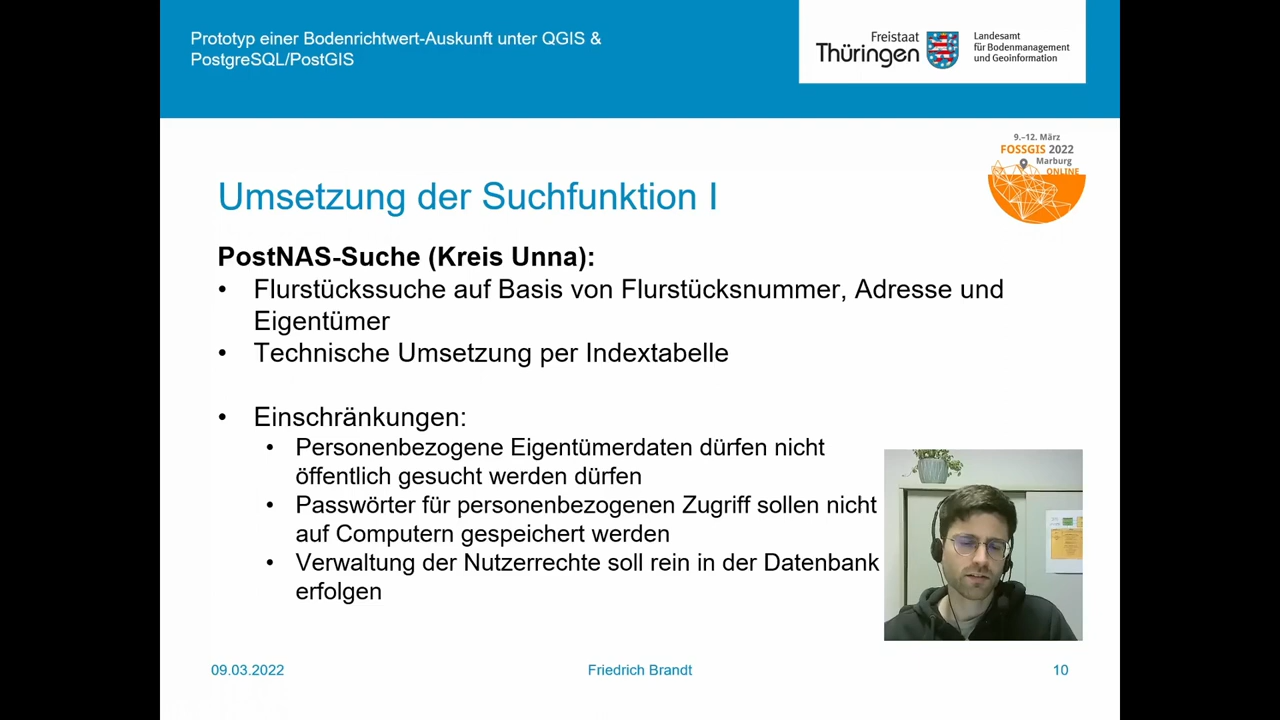 Prototyp einer Bodenrichtwert-Auskunft unter QGIS &
PostgreSQL/PostGIS
Freistaat
Thüringen
Landesamt
für Bodenmanagement
und Geoinformation
9.–12. März
FOSSGIS 2022
Marburg
ONLINE
Umsetzung der Suchfunktion I
PostNAS-Suche (Kreis Unna):
• Flurstückssuche auf Basis von Flurstücksnummer, Adresse und
Eigentümer
• Technische Umsetzung per Indextabelle
• Einschränkungen:
• Personenbezogene Eigentümerdaten dürfen nicht
öffentlich gesucht werden dürfen
• Passwörter für personenbezogenen Zugriff sollen nicht
auf Computern gespeichert werden
• Verwaltung der Nutzerrechte soll rein in der Datenbank
erfolgen
09.03.2022
Friedrich Brandt
10